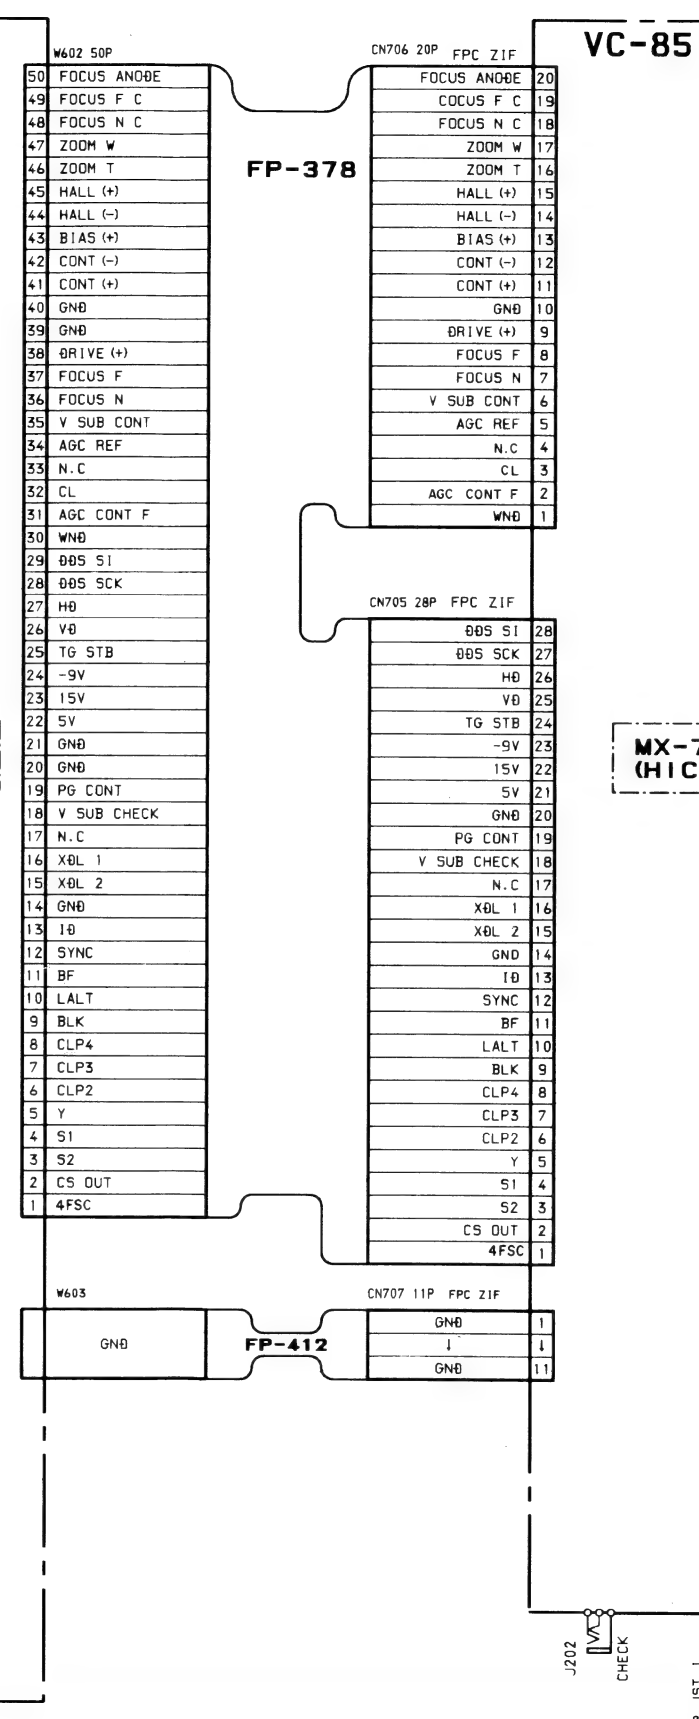 W602 50P
50 FOCUS ANODE
49 FOCUS F C
48 FOCUS N C
47 ZOOM W
46 ZOOM T
45 HALL (+)
44 HALL (-)
43 BIAS (+)
42 CONT (-)
41 CONT (+)
40 GND
39 GND
38 DRIVE (+)
37 FOCUS F
36 FOCUS N
35 V SUB CONT
34 AGC REF
33 N.C
32 CL
31 AGC CONT F
30 WND
29 DDS SI
28 DDS SCK
27 HD
26 VD
25 TG STB
24 -9V
23 15V
22 5V
21 GND
20 GND
19 PG CONT
18 V SUB CHECK
17 N.C
16 XDL 1
15 XDL 2
14 GND
13 ID
12 SYNC
11 BF
10 LALT
9 BLK
8 CLP4
7 CLP3
6 CLP2
5 Y
4 S1
3 S2
2 CS OUT
1 4FSC
FP-378
CN706 20P FPC ZIF
FOCUS ANODE 20
COCUS F C 19
FOCUS N C 18
ZOOM W 17
ZOOM T 16
HALL (+) 15
HALL (-) 14
BIAS (+) 13
CONT (-) 12
CONT (+) 11
GND 10
DRIVE (+) 9
FOCUS F 8
FOCUS N 7
V SUB CONT 6
AGC REF 5
N.C 4
CL 3
AGC CONT F 2
WND 1
CN705 28P FPC ZIF
DDS SI 28
DDS SCK 27
HD 26
VD 25
TG STB 24
-9V 23
15V 22
5V 21
GND 20
PG CONT 19
V SUB CHECK 18
N.C 17
XDL 1 16
XDL 2 15
GND 14
ID 13
SYNC 12
BF 11
LALT 10
BLK 9
CLP4 8
CLP3 7
CLP2 6
Y 5
S1 4
S2 3
CS OUT 2
4FSC 1
VC-85
MX-7
(HIC
W603
GND
FP-412
CN707 11P FPC ZIF
GND 1
↓ ↓
GND 11
J202
CHECK